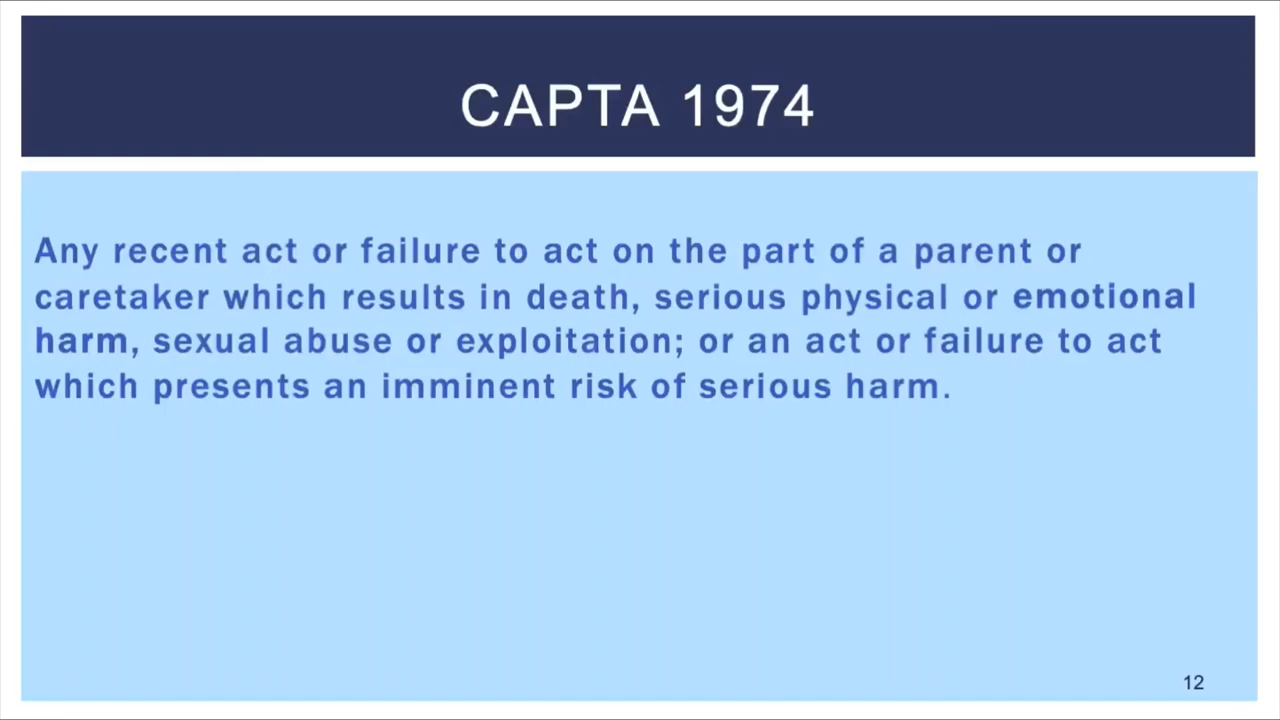 CAPTA 1974
Any recent act or failure to act on the part of a parent or
caretaker which results in death, serious physical or emotional
harm, sexual abuse or exploitation; or an act or failure to act
which presents an imminent risk of serious harm.
12